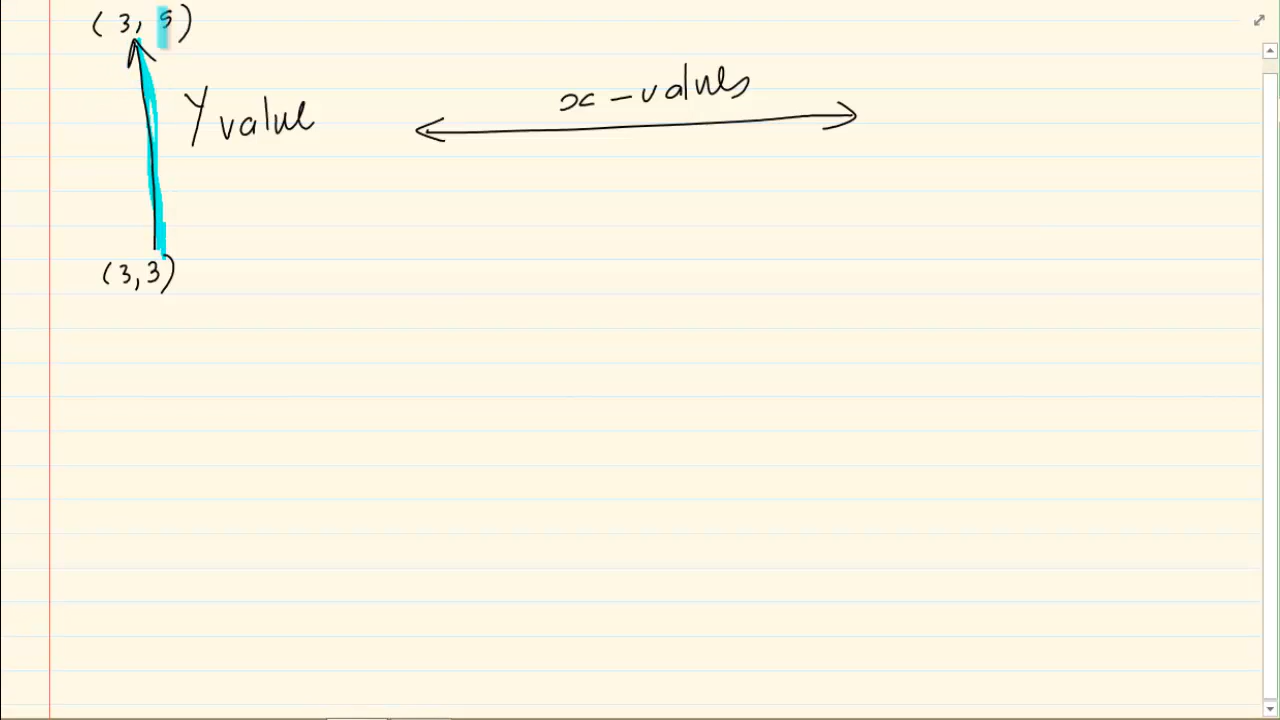 (3, 5)
x-values
Y value
(3,3)